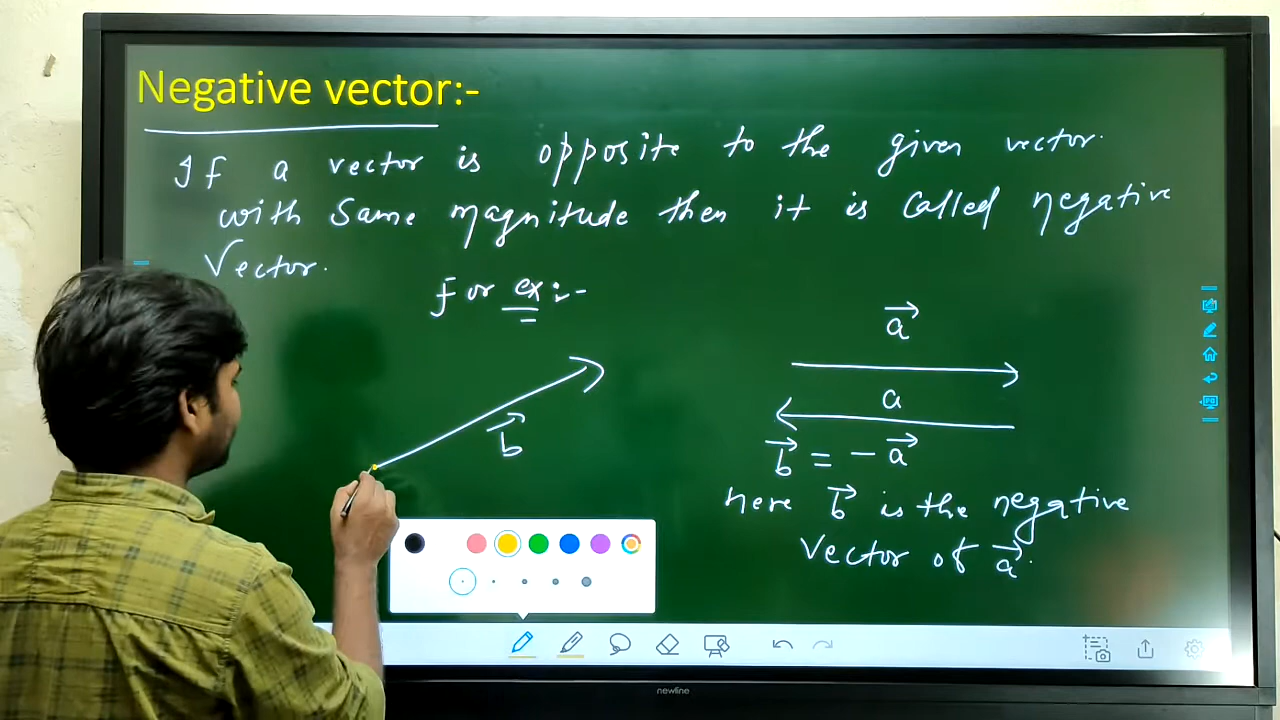 Negative vector:-
If a vector is opposite to the given vector.
with same magnitude then it is called negative
Vector.
for ex :-
a
a
b
b = - a
here b is the negative
Vector of a.
newline